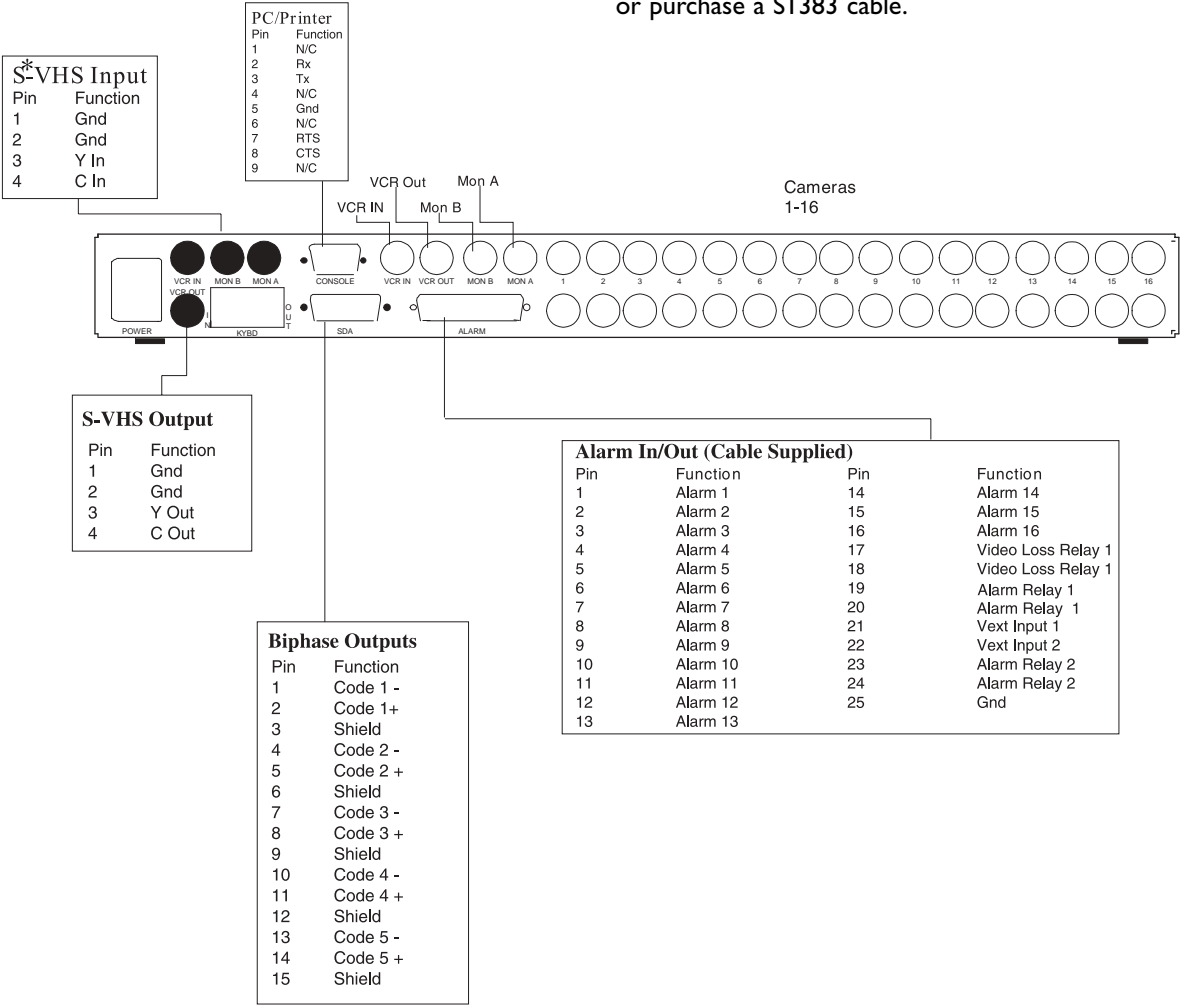 or purchase a S1383 cable.
PC/Printer
Pin Function
1 N/C
2 Rx
3 Tx
4 N/C
5 Gnd
6 N/C
7 RTS
8 CTS
9 N/C
S-VHS Input*
Pin Function
1 Gnd
2 Gnd
3 Y In
4 C In
VCR Out
Mon A
VCR IN
Mon B
Cameras
1-16
VCR IN MON B MON A CONSOLE VCR IN VCR OUT MON B MON A 1 2 3 4 5 6 7 8 9 10 11 12 13 14 15 16
VCR OUT
IN
OUT
POWER KYBD SDA ALARM
S-VHS Output
Pin Function
1 Gnd
2 Gnd
3 Y Out
4 C Out
Alarm In/Out (Cable Supplied)
Pin Function Pin Function
1 Alarm 1 14 Alarm 14
2 Alarm 2 15 Alarm 15
3 Alarm 3 16 Alarm 16
4 Alarm 4 17 Video Loss Relay 1
5 Alarm 5 18 Video Loss Relay 1
6 Alarm 6 19 Alarm Relay 1
7 Alarm 7 20 Alarm Relay 1
8 Alarm 8 21 Vext Input 1
9 Alarm 9 22 Vext Input 2
10 Alarm 10 23 Alarm Relay 2
11 Alarm 11 24 Alarm Relay 2
12 Alarm 12 25 Gnd
13 Alarm 13
Biphase Outputs
Pin Function
1 Code 1 -
2 Code 1+
3 Shield
4 Code 2 -
5 Code 2 +
6 Shield
7 Code 3 -
8 Code 3 +
9 Shield
10 Code 4 -
11 Code 4 +
12 Shield
13 Code 5 -
14 Code 5 +
15 Shield